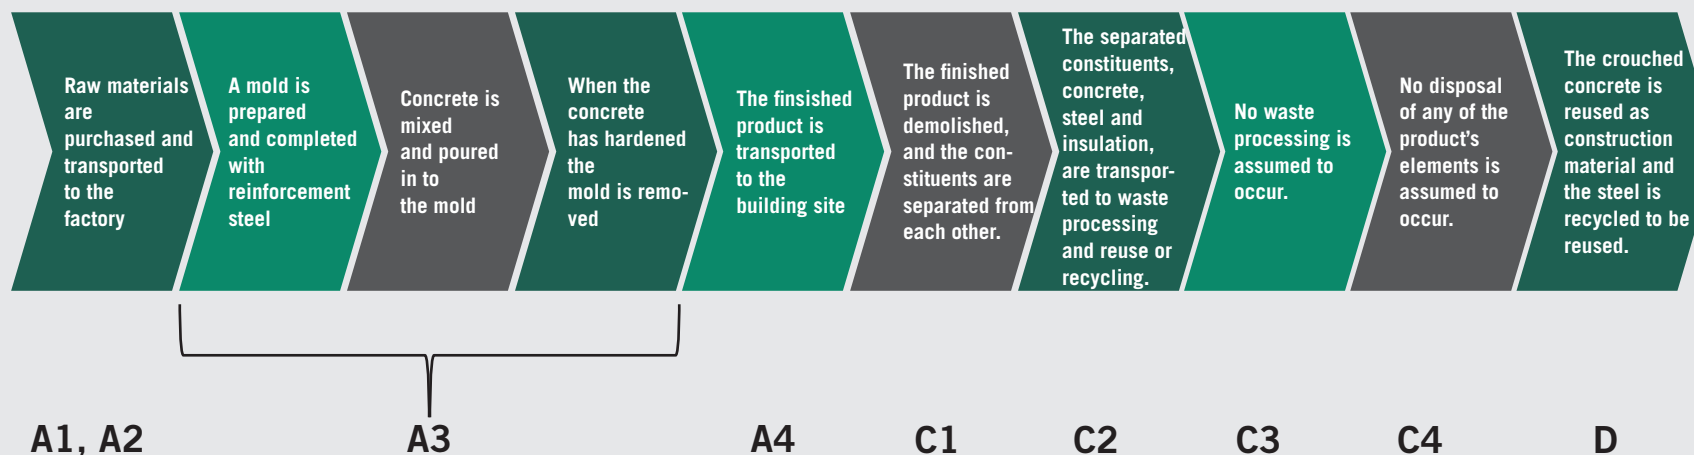 Raw materials
are
purchased and
transported
to the
factory
A mold is
prepared
and completed
with
reinforcement
steel
Concrete is
mixed
and poured
in to
the mold
When the
concrete
has hardened
the
mold is remo-
ved
The finsished
product is
transported
to the
building site
The finished
product is
demolished,
and the con-
stituents are
separated from
each other.
The separated
constituents,
concrete,
steel and
insulation,
are transpor-
ted to waste
processing
and reuse or
recycling.
No waste
processing is
assumed to
occur.
No disposal
of any of the
product's
elements is
assumed to
occur.
The crouched
concrete is
reused as
construction
material and
the steel is
recycled to be
reused.
A1, A2
A3
A4
C1
C2
C3
C4
D